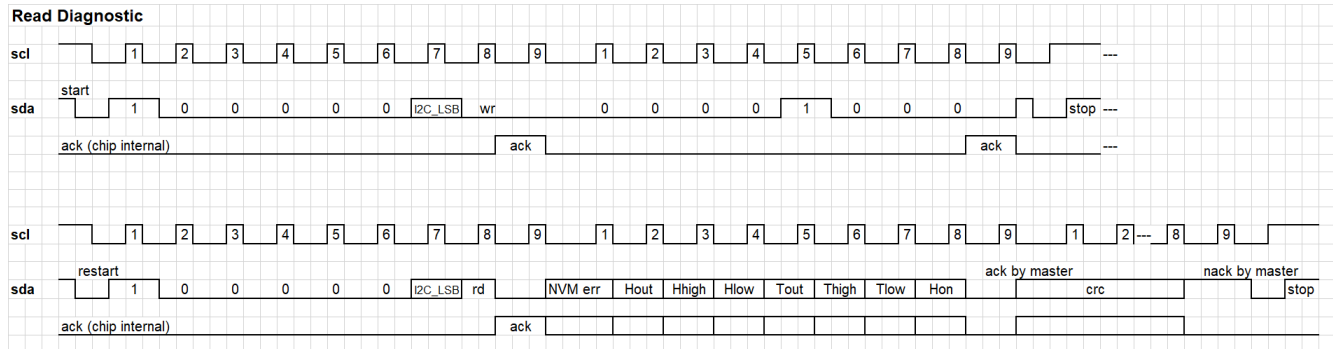 Read Diagnostic
scl 1 2 3 4 5 6 7 8 9 1 2 3 4 5 6 7 8 9 ---
start
sda 1 0 0 0 0 0 I2C_LSB wr 0 0 0 0 1 0 0 0 stop ---
ack (chip internal) ack ack ---
scl 1 2 3 4 5 6 7 8 9 1 2 3 4 5 6 7 8 9 1 2 --- 8 9
restart ack by master nack by master
sda 1 0 0 0 0 0 I2C_LSB rd NVM err Hout Hhigh Hlow Tout Thigh Tlow Hon crc stop
ack (chip internal) ack